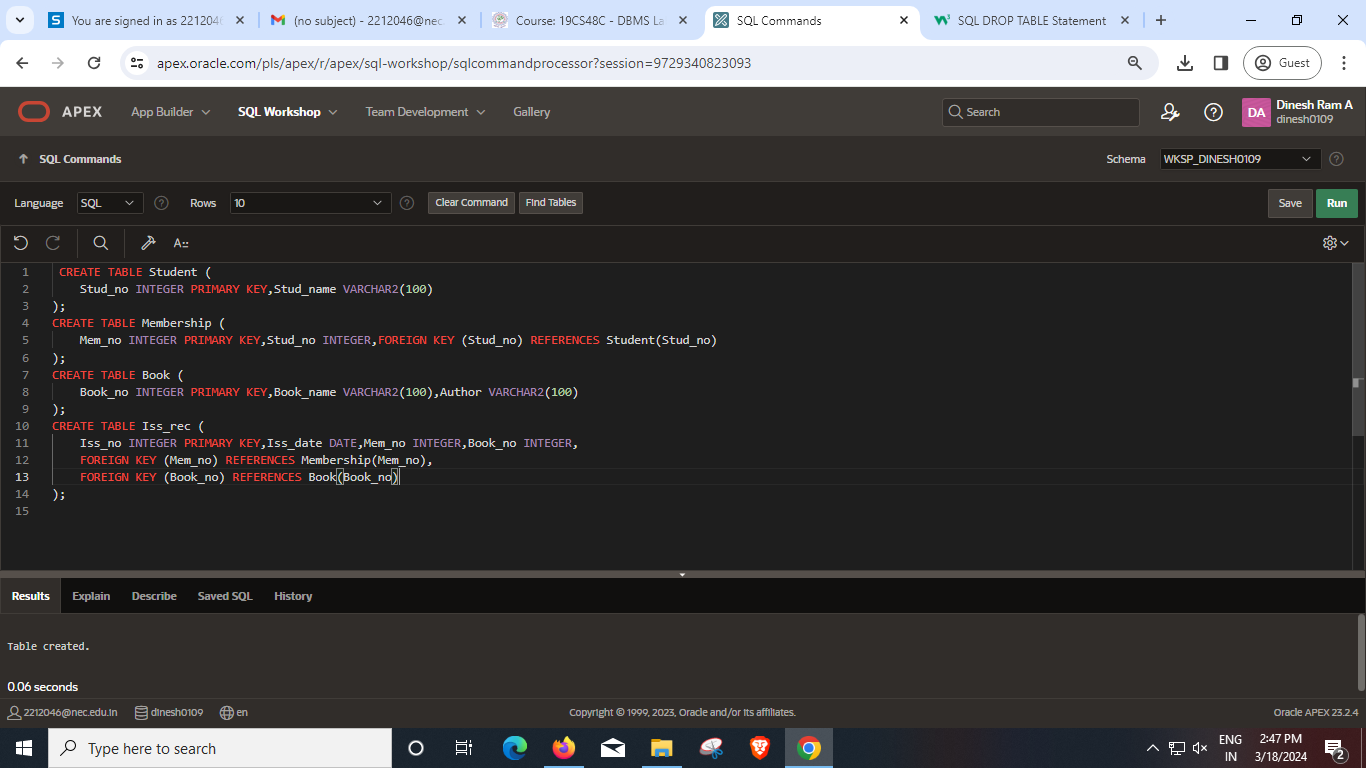 You are signed in as 221204
(no subject) - 2212046@nec.
Course: 19CS48C - DBMS La
SQL Commands
SQL DROP TABLE Statement
apex.oracle.com/pls/apex/r/apex/sql-workshop/sqlcommandprocessor?session=9729340823093
Guest
APEX
App Builder
SQL Workshop
Team Development
Gallery
Search
DA
Dinesh Ram A
dinesh0109
SQL Commands
Schema
WKSP_DINESH0109
Language
SQL
Rows
10
Clear Command
Find Tables
Save
Run
1 CREATE TABLE Student (
2 Stud_no INTEGER PRIMARY KEY,Stud_name VARCHAR2(100)
3 );
4 CREATE TABLE Membership (
5 Mem_no INTEGER PRIMARY KEY,Stud_no INTEGER,FOREIGN KEY (Stud_no) REFERENCES Student(Stud_no)
6 );
7 CREATE TABLE Book (
8 Book_no INTEGER PRIMARY KEY,Book_name VARCHAR2(100),Author VARCHAR2(100)
9 );
10 CREATE TABLE Iss_rec (
11 Iss_no INTEGER PRIMARY KEY,Iss_date DATE,Mem_no INTEGER,Book_no INTEGER,
12 FOREIGN KEY (Mem_no) REFERENCES Membership(Mem_no),
13 FOREIGN KEY (Book_no) REFERENCES Book(Book_no)
14 );
15
Results
Explain
Describe
Saved SQL
History
Table created.
0.06 seconds
2212046@nec.edu.in
dinesh0109
en
Copyright © 1999, 2023, Oracle and/or its affiliates.
Oracle APEX 23.2.4
Type here to search
ENG
IN
2:47 PM
3/18/2024
2